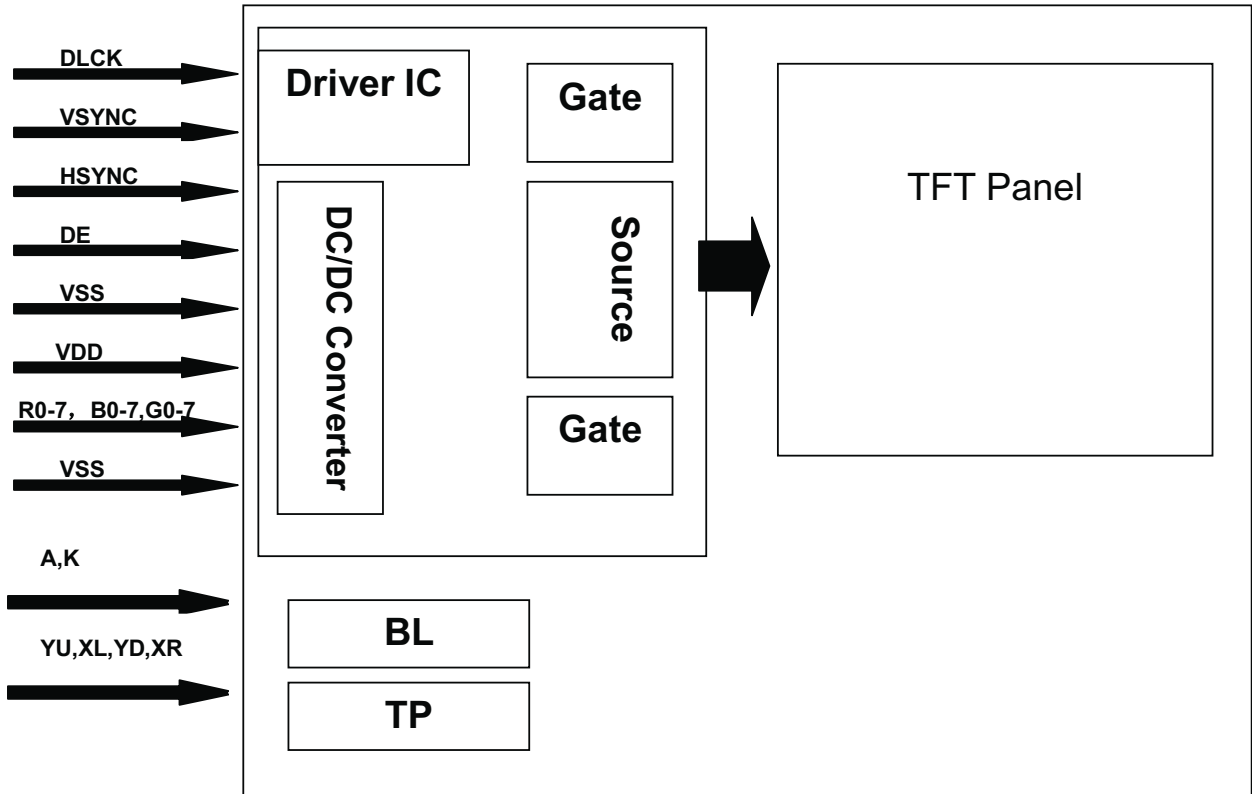 DLCK
VSYNC
HSYNC
DE
VSS
VDD
R0-7，B0-7,G0-7
VSS
A,K
YU,XL,YD,XR
Driver IC
DC/DC Converter
Gate
Source
Gate
TFT Panel
BL
TP